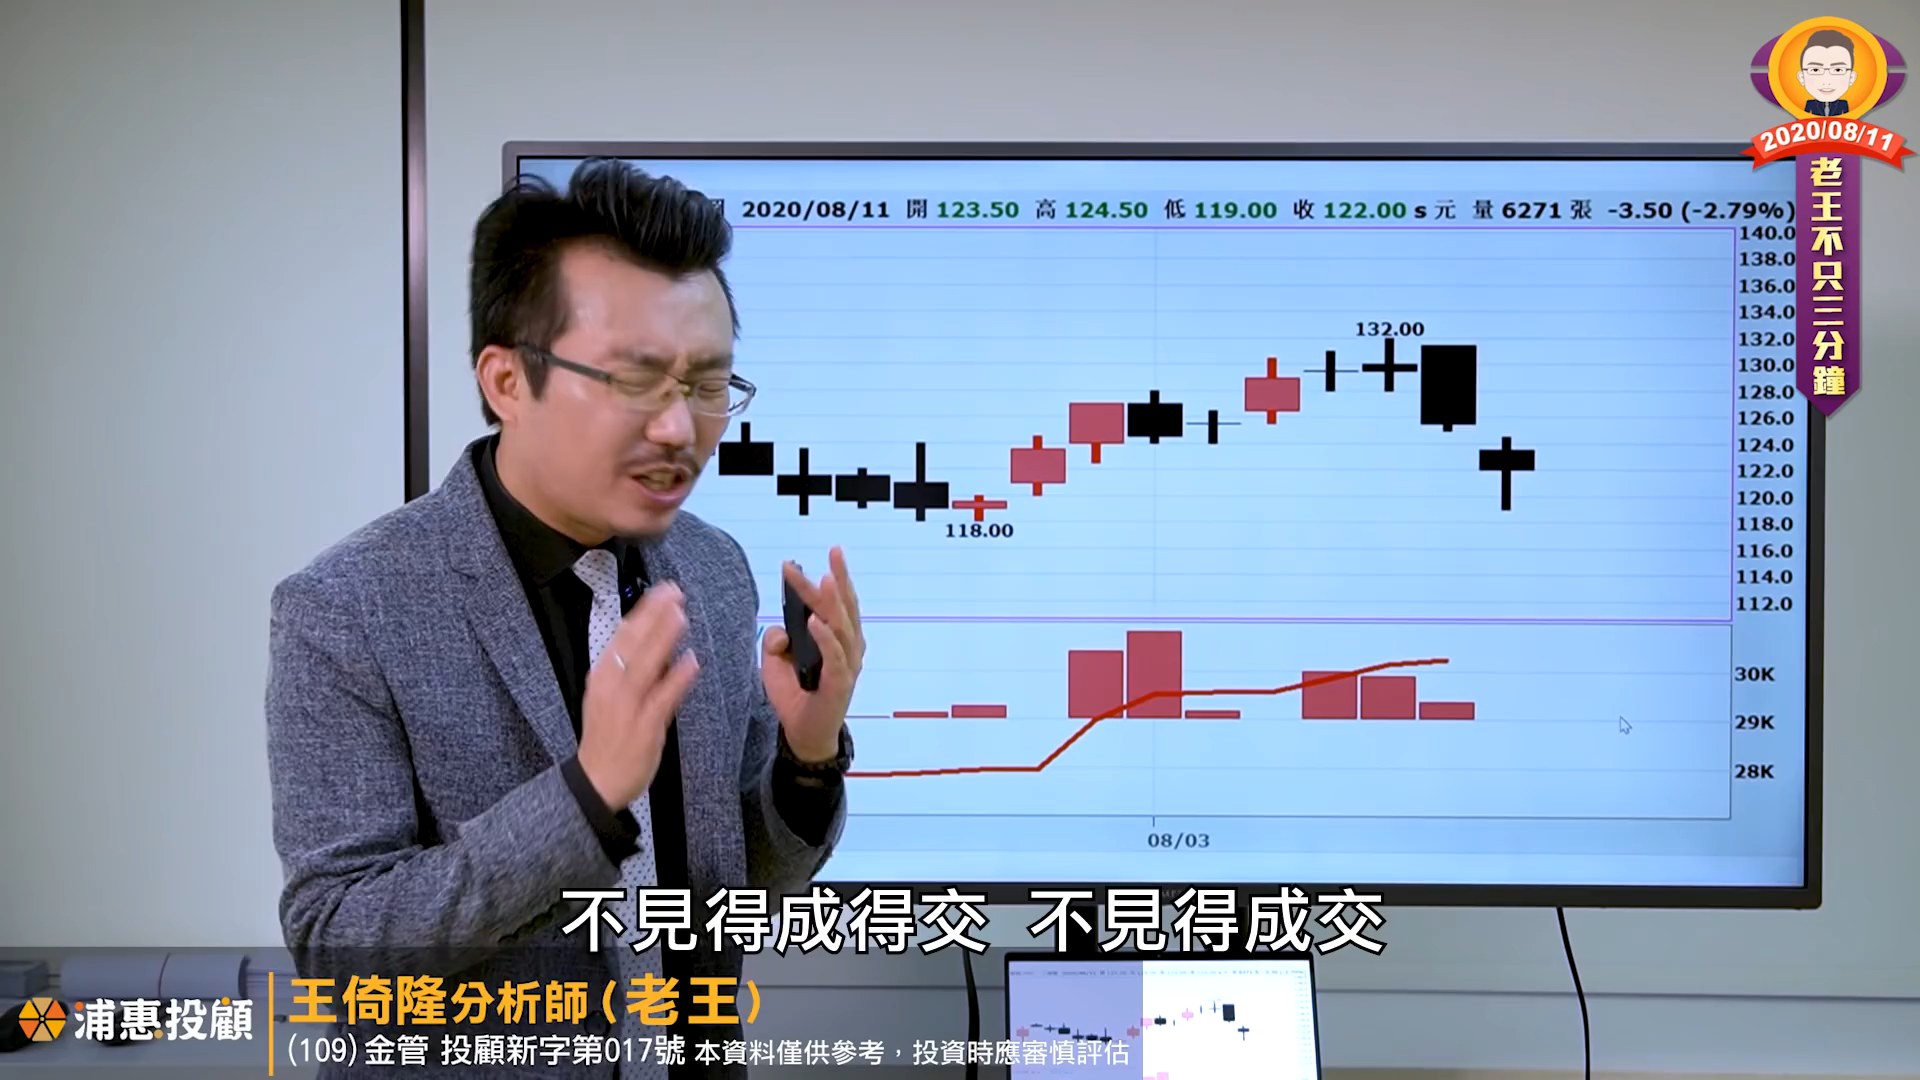 2020/08/11
老王不只三分鐘
2020/08/11 開 123.50 高 124.50 低 119.00 收 122.00 s 元 量 6271 張 -3.50 (-2.79%)
140.0
138.0
136.0
134.0
132.0
130.0
128.0
126.0
124.0
122.0
120.0
118.0
116.0
114.0
112.0
132.00
118.00
30K
29K
28K
08/03
不見得成得交 不見得成交
浦惠投顧
王倚隆分析師(老王)
(109) 金管 投顧新字第017號 本資料僅供參考，投資時應審慎評估